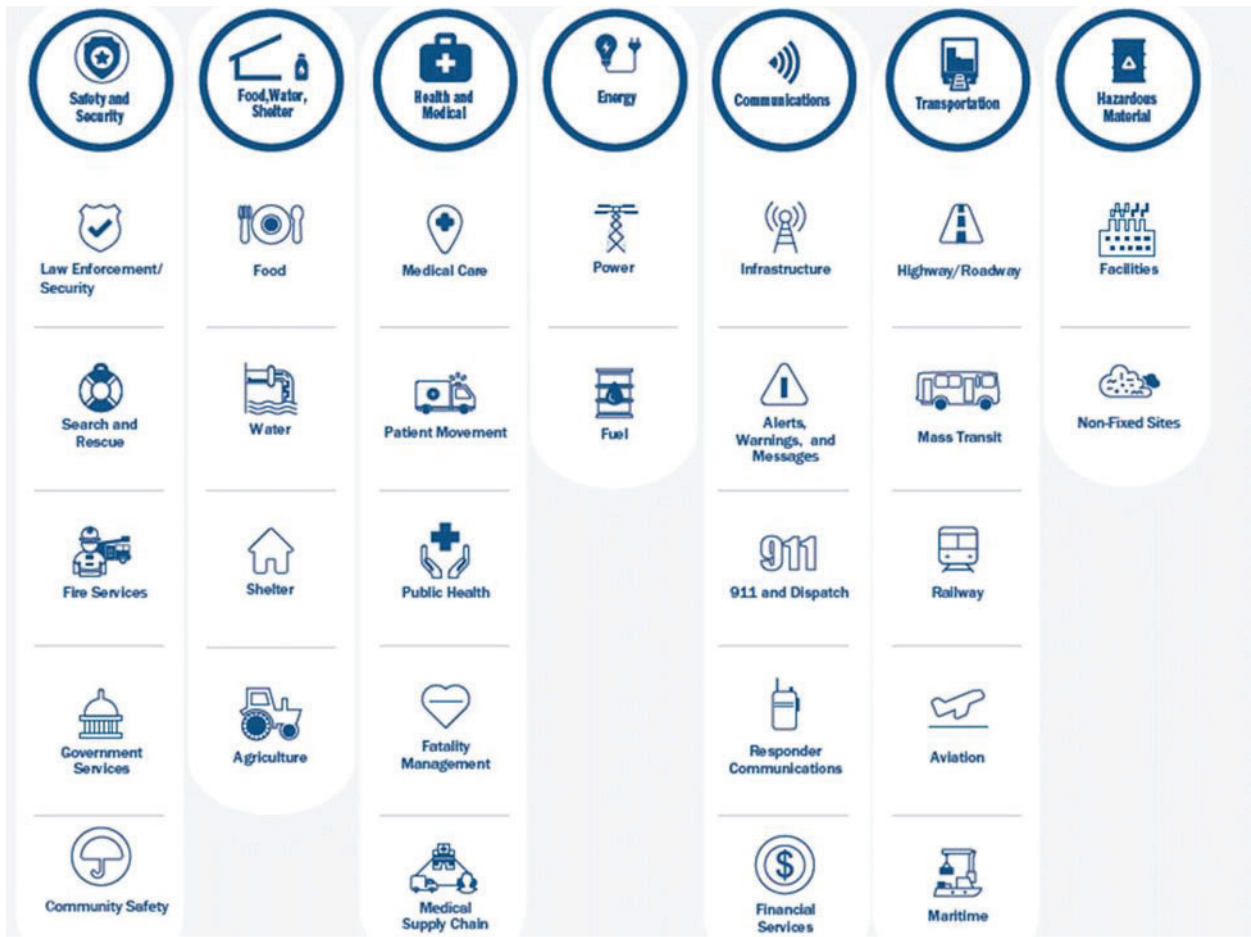 Safety and
Security
Food,Water,
Shelter
Health and
Medical
Energy
Communications
Transportation
Hazardous
Material
Law Enforcement/
Security
Food
Medical Care
Power
Infrastructure
Highway/Roadway
Facilities
Search and
Rescue
Water
Patient Movement
Fuel
Alerts,
Warnings, and
Messages
Mass Transit
Non-Fixed Sites
Fire Services
Shelter
Public Health
911
911 and Dispatch
Railway
Government
Services
Agriculture
Fatality
Management
Responder
Communications
Aviation
Community Safety
Medical
Supply Chain
$
Financial
Services
Maritime